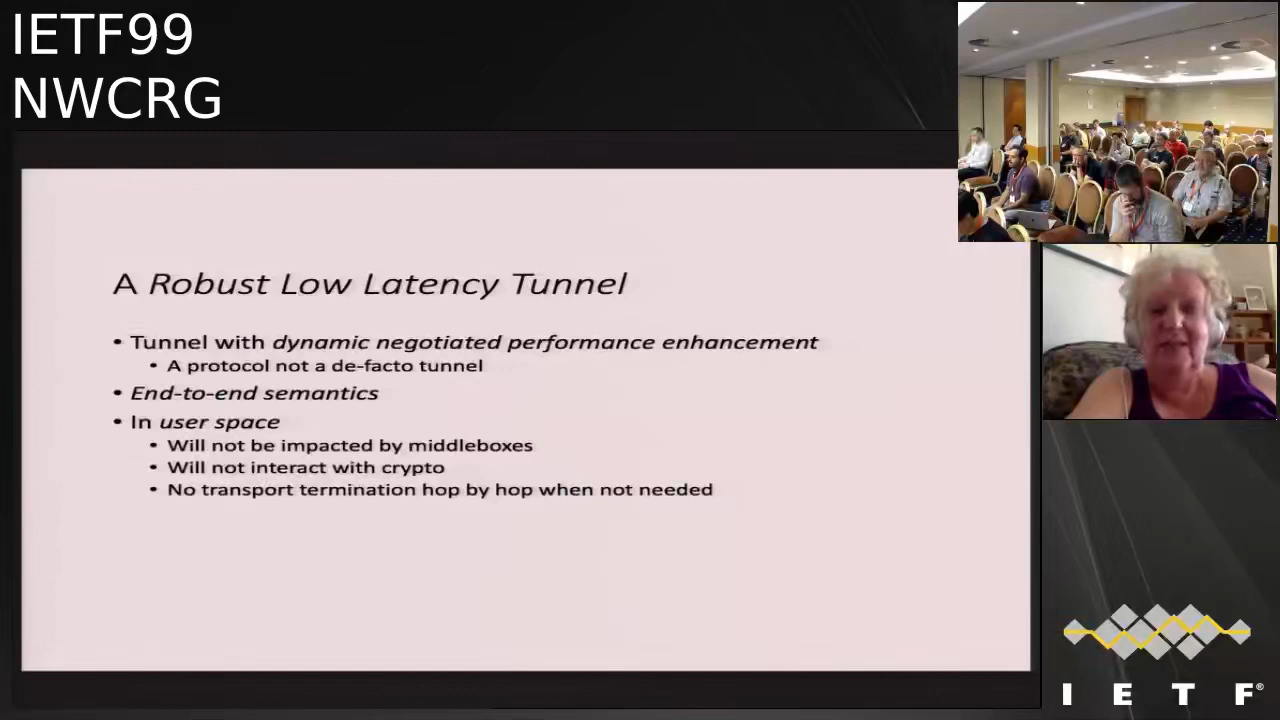 IETF99
NWCRG
A Robust Low Latency Tunnel
• Tunnel with dynamic negotiated performance enhancement
• A protocol not a de-facto tunnel
• End-to-end semantics
• In user space
• Will not be impacted by middleboxes
• Will not interact with crypto
• No transport termination hop by hop when not needed
I E T F®